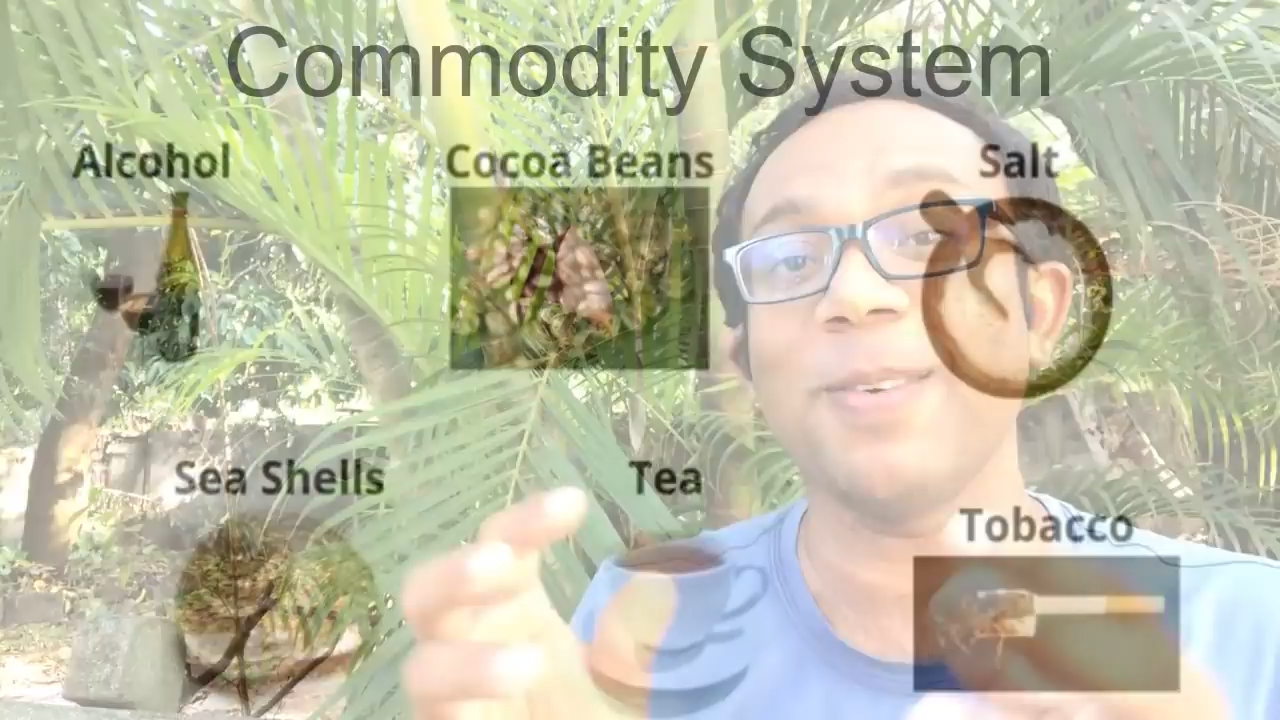 Commodity System
Alcohol
Cocoa Beans
Salt
Sea Shells
Tea
Tobacco